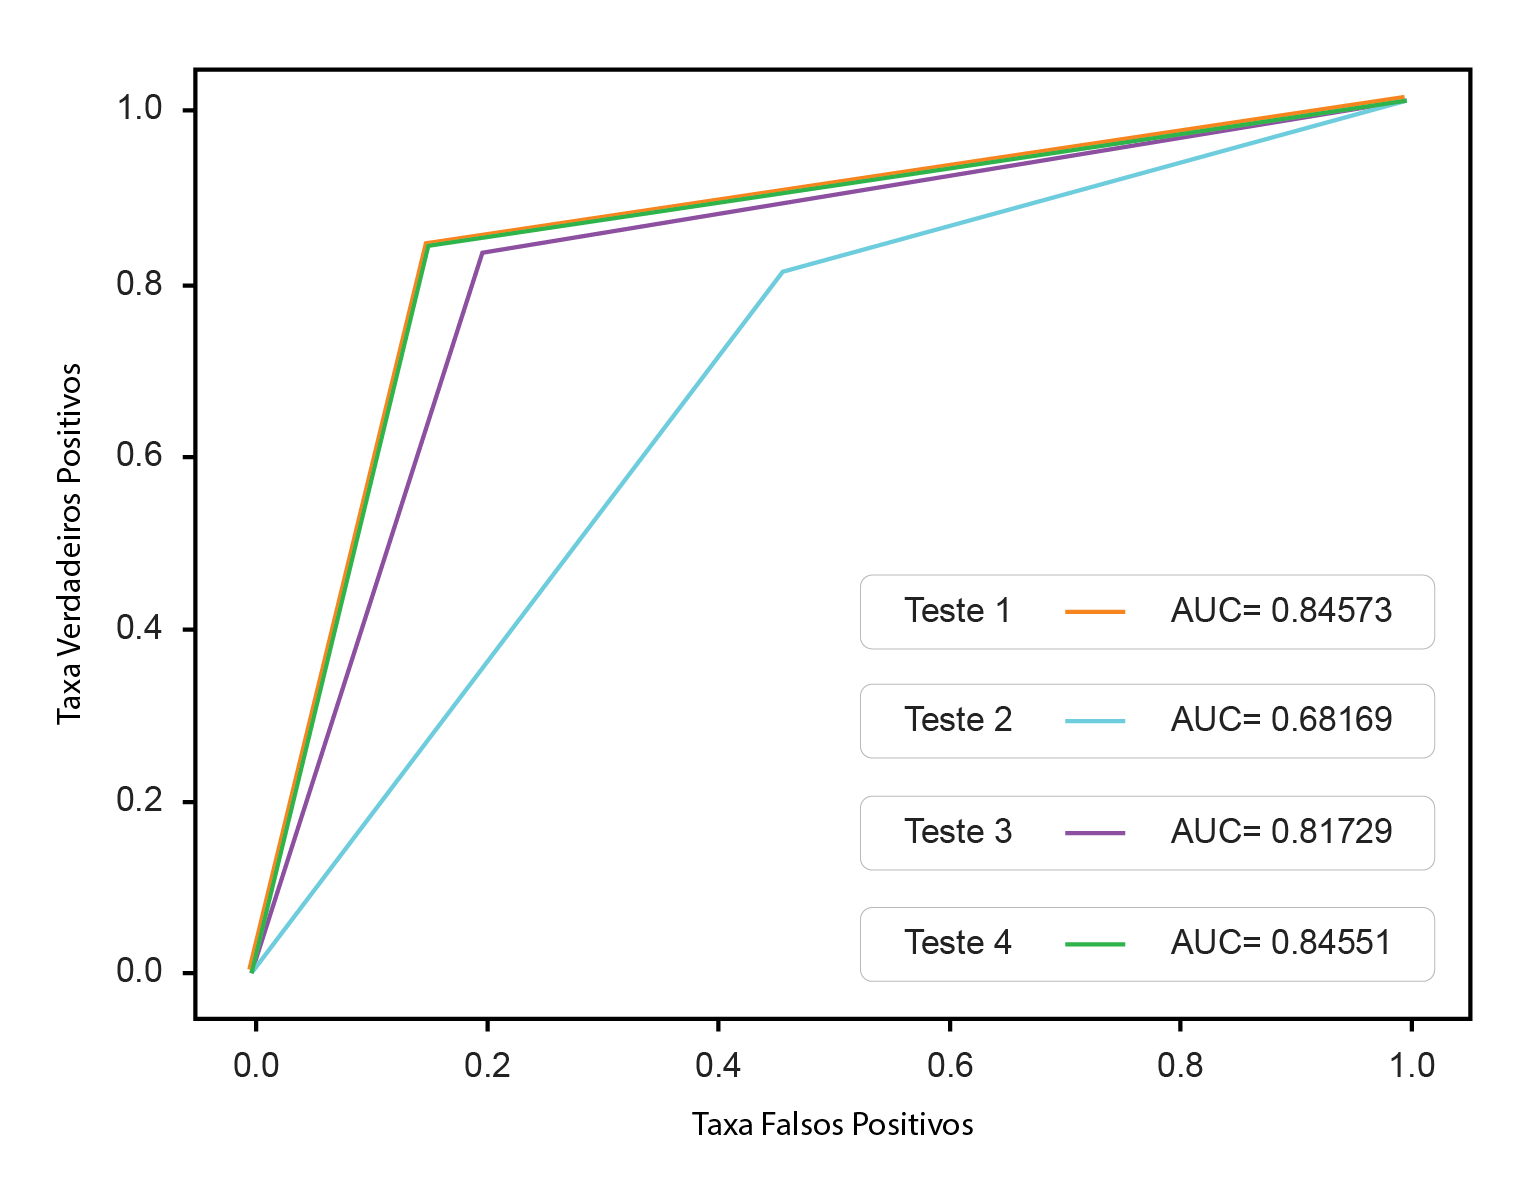 1.0
0.8
0.6
0.4
0.2
0.0
Taxa Verdadeiros Positivos
Teste 1 AUC= 0.84573
Teste 2 AUC= 0.68169
Teste 3 AUC= 0.81729
Teste 4 AUC= 0.84551
0.0 0.2 0.4 0.6 0.8 1.0
Taxa Falsos Positivos